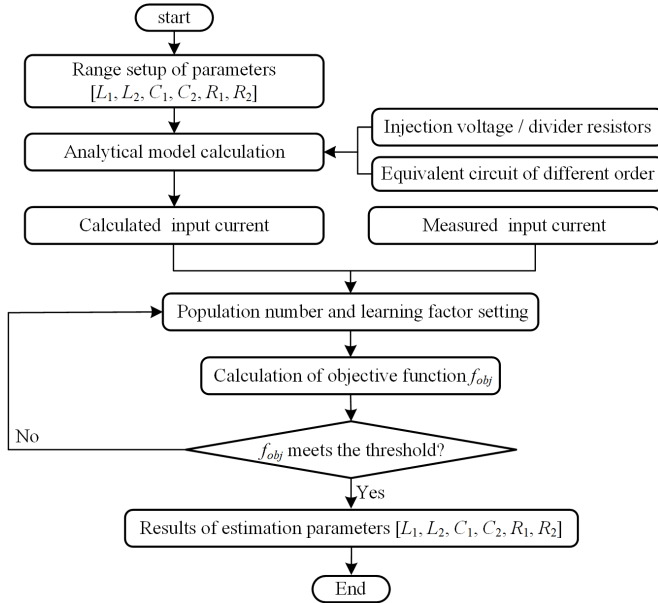 start
Range setup of parameters
[L₁, L₂, C₁, C₂, R₁, R₂]
Injection voltage / divider resistors
Analytical model calculation
Equivalent circuit of different order
Calculated input current
Measured input current
Population number and learning factor setting
Calculation of objective function f_obj
No
f_obj meets the threshold?
Yes
Results of estimation parameters [L₁, L₂, C₁, C₂, R₁, R₂]
End